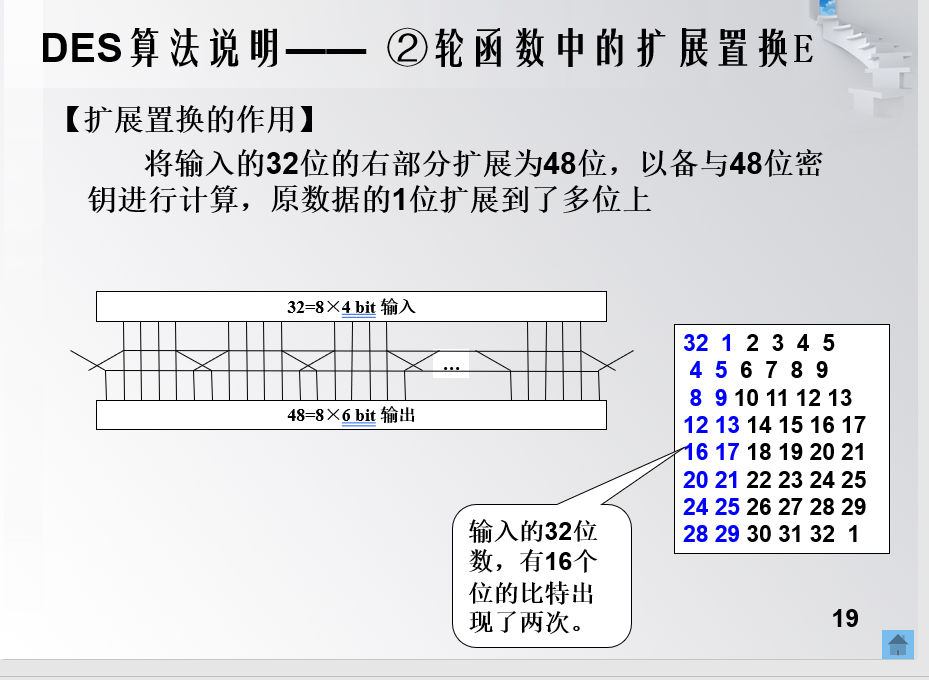 DES算法说明—— ②轮函数中的扩展置换E
【扩展置换的作用】
将输入的32位的右部分扩展为48位，以备与48位密
钥进行计算，原数据的1位扩展到了多位上
32=8×4 bit 输入
...
48=8×6 bit 输出
32 1 2 3 4 5
4 5 6 7 8 9
8 9 10 11 12 13
12 13 14 15 16 17
16 17 18 19 20 21
20 21 22 23 24 25
24 25 26 27 28 29
28 29 30 31 32 1
输入的32位
数，有16个
位的比特出
现了两次。
19